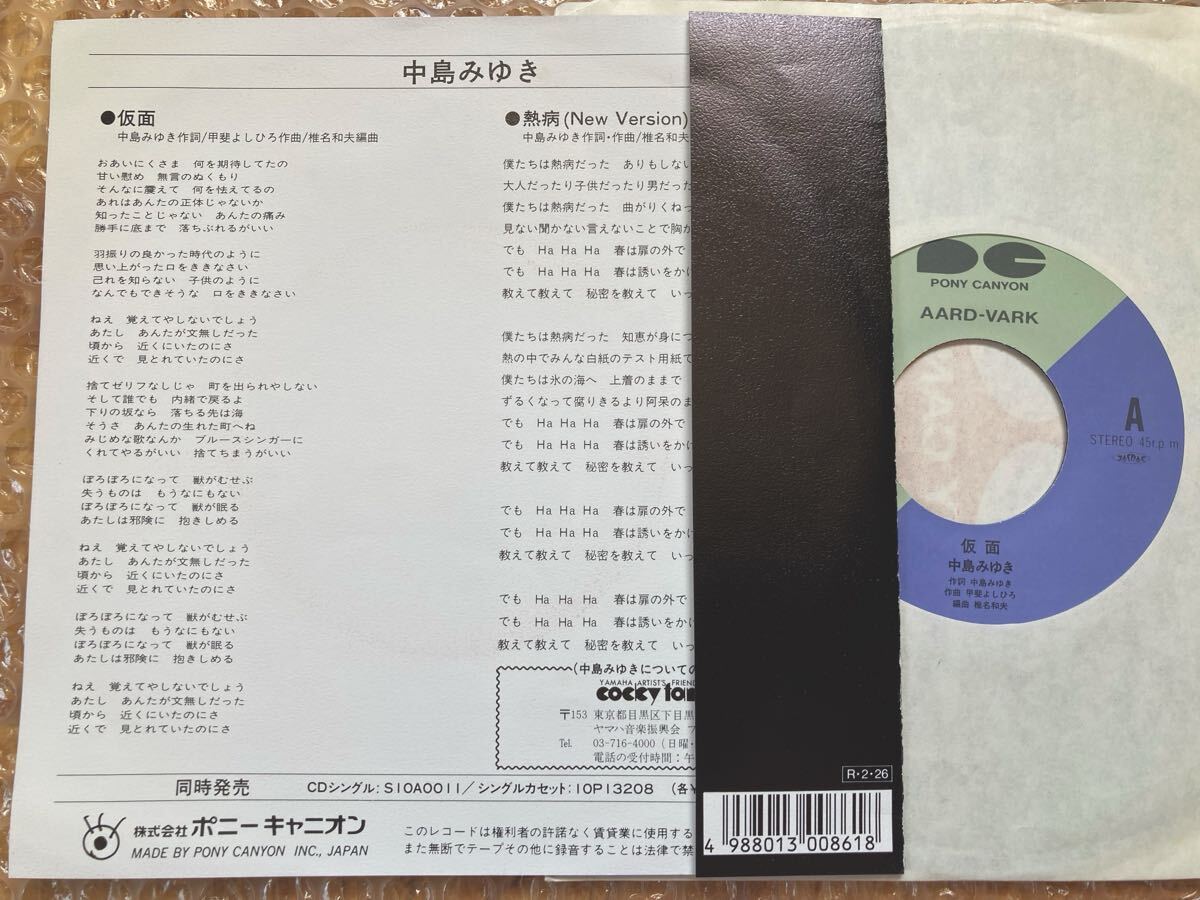 中島みゆき
●仮面
中島みゆき作詞/甲斐よしひろ作曲/椎名和夫編曲
おあいにくさま 何を期待してたの
甘い慰め 無言のぬくもり
そんなに震えて 何を怯えてるの
あれはあんたの正体じゃないか
知ったことじゃない あんたの痛み
勝手に底まで 落ちぶれるがいい
羽振りの良かった時代のように
思い上がった口をききなさい
己れを知らない 子供のように
なんでもできそうな 口をききなさい
ねえ 覚えてやしないでしょう
あたし あんたが文無しだった
頃から 近くにいたのにさ
近くで 見とれていたのにさ
捨てゼリフなしじゃ 町を出られやしない
そして誰でも 内緒で戻るよ
下りの坂なら 落ちる先は海
そうさ あんたの生れた町へね
みじめな歌なんか ブルースシンガーに
くれてやるがいい 捨てちまうがいい
ぼろぼろになって 獣がむせぶ
失うものは もうなにもない
ぼろぼろになって 獣が眠る
あたしは邪険に 抱きしめる
ねえ 覚えてやしないでしょう
あたし あんたが文無しだった
頃から 近くにいたのにさ
近くで 見とれていたのにさ
ぼろぼろになって 獣がむせぶ
失うものは もうなにもない
ぼろぼろになって 獣が眠る
あたしは邪険に 抱きしめる
ねえ 覚えてやしないでしょう
あたし あんたが文無しだった
頃から 近くにいたのにさ
近くで 見とれていたのにさ
●熱病(New Version)
中島みゆき作詞・作曲/椎名和夫
僕たちは熱病だった ありもしない
大人だったり子供だったり男だっ
僕たちは熱病だった 曲がりくねっ
見ない聞かない言えないことで胸が
でも Ha Ha Ha 春は扉の外で
でも Ha Ha Ha 春は誘いをか
教えて教えて 秘密を教えて いっ
僕たちは熱病だった 知恵が身につ
熱の中でみんな白紙のテスト用紙で
僕たちは氷の海へ 上着のままで
ずるくなって腐りきるより阿呆のま
でも Ha Ha Ha 春は扉の外で
でも Ha Ha Ha 春は誘いをか
教えて教えて 秘密を教えて いっ
でも Ha Ha Ha 春は扉の外で
でも Ha Ha Ha 春は誘いをか
教えて教えて 秘密を教えて いっ
でも Ha Ha Ha 春は扉の外で
でも Ha Ha Ha 春は誘いをか
教えて教えて 秘密を教えて いっ
(中島みゆきについての
YAMAHA ARTIST'S FRIEN
cocky
〒153 東京都目黒区下目黒
ヤマハ音楽振興会
Tel. 03-716-4000 (日曜・
電話の受付時間：午
同時発売 CDシングル：S10A0011／シングルカセット：10P13208 (各¥
株式会社 ポニーキャニオン
MADE BY PONY CANYON INC., JAPAN
このレコードは権利者の許諾なく賃貸業に使用する
また無断でテープその他に録音することは法律で禁
R・2・26
4 988013 008618
PONY CANYON
AARD-VARK
A
STEREO 45r.p.m
仮面
中島みゆき
作詞 中島みゆき
作曲 甲斐よしひろ
編曲 椎名和夫